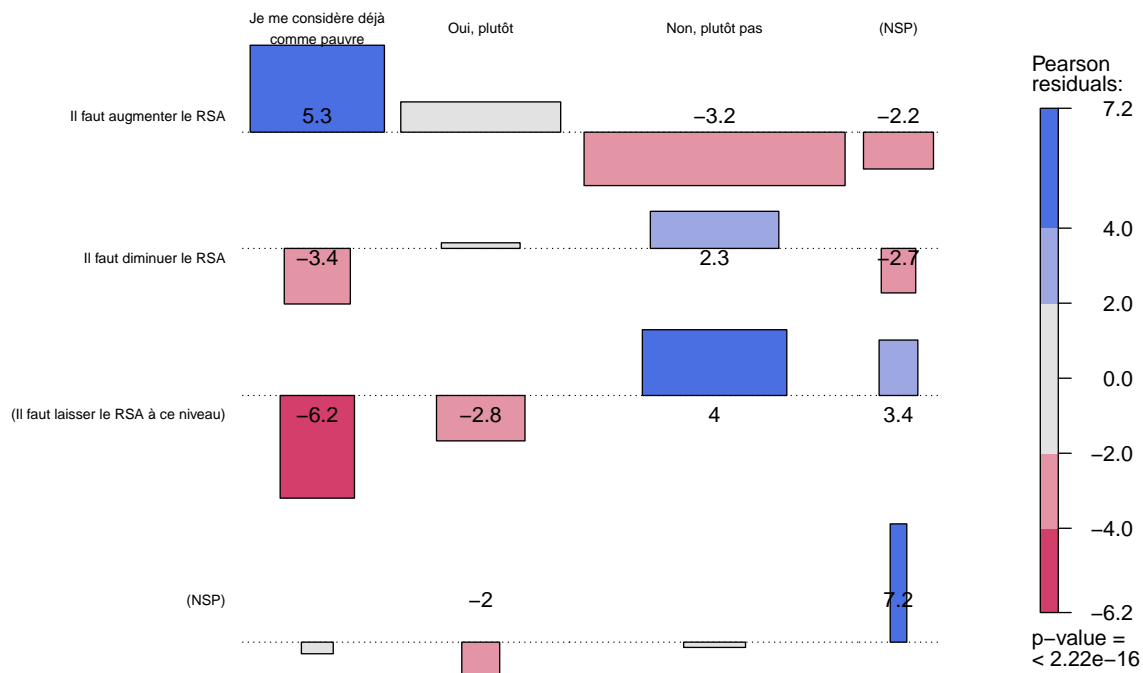 Je me considère déjà
comme pauvre
Oui, plutôt
Non, plutôt pas
(NSP)
Il faut augmenter le RSA
5.3
−3.2
−2.2
Il faut diminuer le RSA
−3.4
2.3
−2.7
(Il faut laisser le RSA à ce niveau)
−6.2
−2.8
4
3.4
(NSP)
−2
7.2
Pearson
residuals:
7.2
4.0
2.0
0.0
−2.0
−4.0
−6.2
p−value =
< 2.22e−16